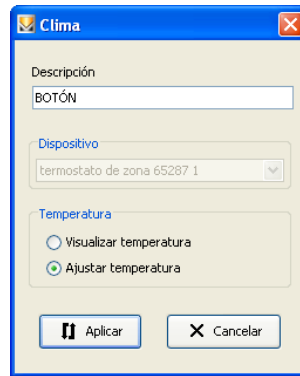 Clima
Descripción
BOTÓN
Dispositivo
termostato de zona 65287 1
Temperatura
Visualizar temperatura
Ajustar temperatura
Aplicar
Cancelar